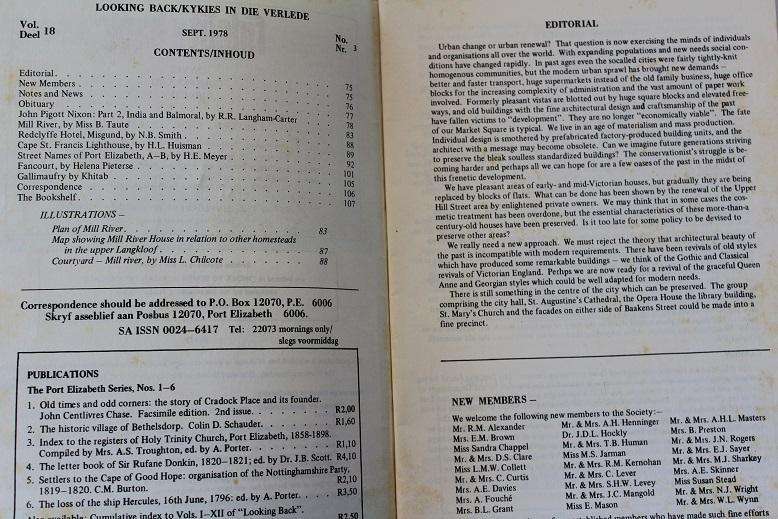 LOOKING BACK/KYKIES IN DIE VERLEDE
Vol.
Deel 18
SEPT. 1978
No.
Nr. 3
CONTENTS/INHOUD
Editorial. . . . . . . . . 75
New Members . . . . . . . . . 75
Notes and News . . . . . . . . . 76
Obituary . . . . . . . . . 77
John Pigott Nixon: Part 2, India and Balmoral, by R.R. Langham-Carter . . . 78
Mill River, by Miss B. Taute . . . . . . . . . 83
Redclyffe Hotel, Misgund, by N.B. Smith . . . . . . . . . 88
Cape St. Francis Lighthouse, by H.L. Huisman . . . . . . . . . 89
Street Names of Port Elizabeth, A–B, by H.E. Meyer . . . . . . . . . 92
Fancourt, by Helena Pieterse . . . . . . . . . 101
Gallimaufry by Khitab . . . . . . . . . 105
Correspondence . . . . . . . . . 106
The Bookshelf . . . . . . . . . 107
ILLUSTRATIONS –
Plan of Mill River. . . . . . . . . 83
Map showing Mill River House in relation to other homesteads
in the upper Langkloof . . . . . . . . . 87
Courtyard – Mill river, by Miss L. Chilcote . . . . . . . . . 88
Correspondence should be addressed to P.O. Box 12070, P.E. 6006
Skryf asseblief aan Posbus 12070, Port Elizabeth 6006.
SA ISSN 0024–6417 Tel: 22073 mornings only/
slegs voormiddag
PUBLICATIONS
The Port Elizabeth Series, Nos. 1–6
1. Old times and odd corners: the story of Cradock Place and its founder.
John Centlivres Chase. Facsimile edition. 2nd issue. . . . . . R2,00
2. The historic village of Bethelsdorp. Colin D. Schauder. . . . . . R1,60
3. Index to the registers of Holy Trinity Church, Port Elizabeth, 1858-1898.
Compiled by Mrs. A.S. Troughton, ed. by A. Porter. . . . . . R1,10
4. The letter book of Sir Rufane Donkin, 1820–1821; ed. by Dr. J.B. Scott. R4,10
5. Settlers to the Cape of Good Hope: organisation of the Nottinghamshire Party,
1819–1820. C.M. Burton. . . . . . R2,10
6. The loss of the ship Hercules, 16th June, 1796: ed. by A. Porter. . . . . R3,50
Also available: Cumulative index to Vols. I–XII of "Looking Back". R2,50
EDITORIAL
Urban change or urban renewal? That question is now exercising the minds of individuals
and organisations all over the world. With expanding populations and new needs social con-
ditions have changed rapidly. In past ages even the socalled cities were fairly tightly-knit
homogenous communities, but the modern urban sprawl has brought new demands –
better and faster transport, huge supermarkets instead of the old family business, huge office
blocks for the increasing complexity of administration and the vast amount of paper work
involved. Formerly pleasant vistas are blotted out by huge square blocks and elevated free-
ways, and old buildings with the fine architectural design and craftsmanship of the past
have fallen victims to "development". They are no longer "economically viable". The fate
of our Market Square is typical. We live in an age of materialism and mass production.
Individual design is smothered by prefabricated factory-produced building units, and the
architect with a message may become obsolete. Can we imagine future generations striving
to preserve the bleak soulless standardized buildings? The conservationist's struggle is be-
coming harder and perhaps all we can hope for are a few oases of the past in the midst of
this frenetic development.
We have pleasant areas of early- and mid-Victorian houses, but gradually they are being
replaced by blocks of flats. What can be done has been shown by the renewal of the Upper
Hill Street area by enlightened private owners. We may think that in some cases the cos-
metic treatment has been overdone, but the essential characteristics of these more-than-a
century-old houses have been preserved. Is it too late for some policy to be devised to
preserve other areas?
We really need a new approach. We must reject the theory that architectural beauty of
the past is incompatible with modern requirements. There have been revivals of old styles
which have produced some remarkable buildings – we think of the Gothic and Classical
revivals of Victorian England. Perhps we are now ready for a revival of the graceful Queen
Anne and Georgian styles which could be well adapted for modern needs.
There is still something in the centre of the city which can be preserved. The group
comprising the city hall, St. Augustine's Cathedral, the Opera House the library building,
St. Mary's Church and the facades on either side of Baakens Street could be made into a
fine precinct.
NEW MEMBERS –
We welcome the following new members to the Society:–
Mr. R.M. Alexander
Mrs. E.M. Brown
Miss Sandra Chappel
Mr. & Mrs. D.S. Clare
Miss L.M.W. Collett
Mr. & Mrs. C. Curtis
Mrs. A.E. Davies
Mrs. A. Fouché
Mrs. B.L. Grant
Mr. & Mrs. A.H. Henninger
Dr. J.D.L. Hockly
Mr. & Mrs. T.B. Human
Miss M.S. Jarman
Mr. & Mrs. R.M. Kernohan
Mr. & Mrs. C. Lever
Mr. & Mrs. S.H.W. Levey
Mr. & Mrs. J.C. Mangold
Miss E. Mason
Mr. & Mrs. A.H.L. Masters
Mrs. B. Preston
Mr. & Mrs. J.N. Rogers
Mr. & Mrs. E.J. Sayer
Mr. & Mrs. M.J. Sharkey
Mrs. A.E. Skinner
Miss Susan Stead
Mr. & Mrs. N.J. Wright
Mr. & Mrs. W.L. Wynn
established members who have made such fine efforts